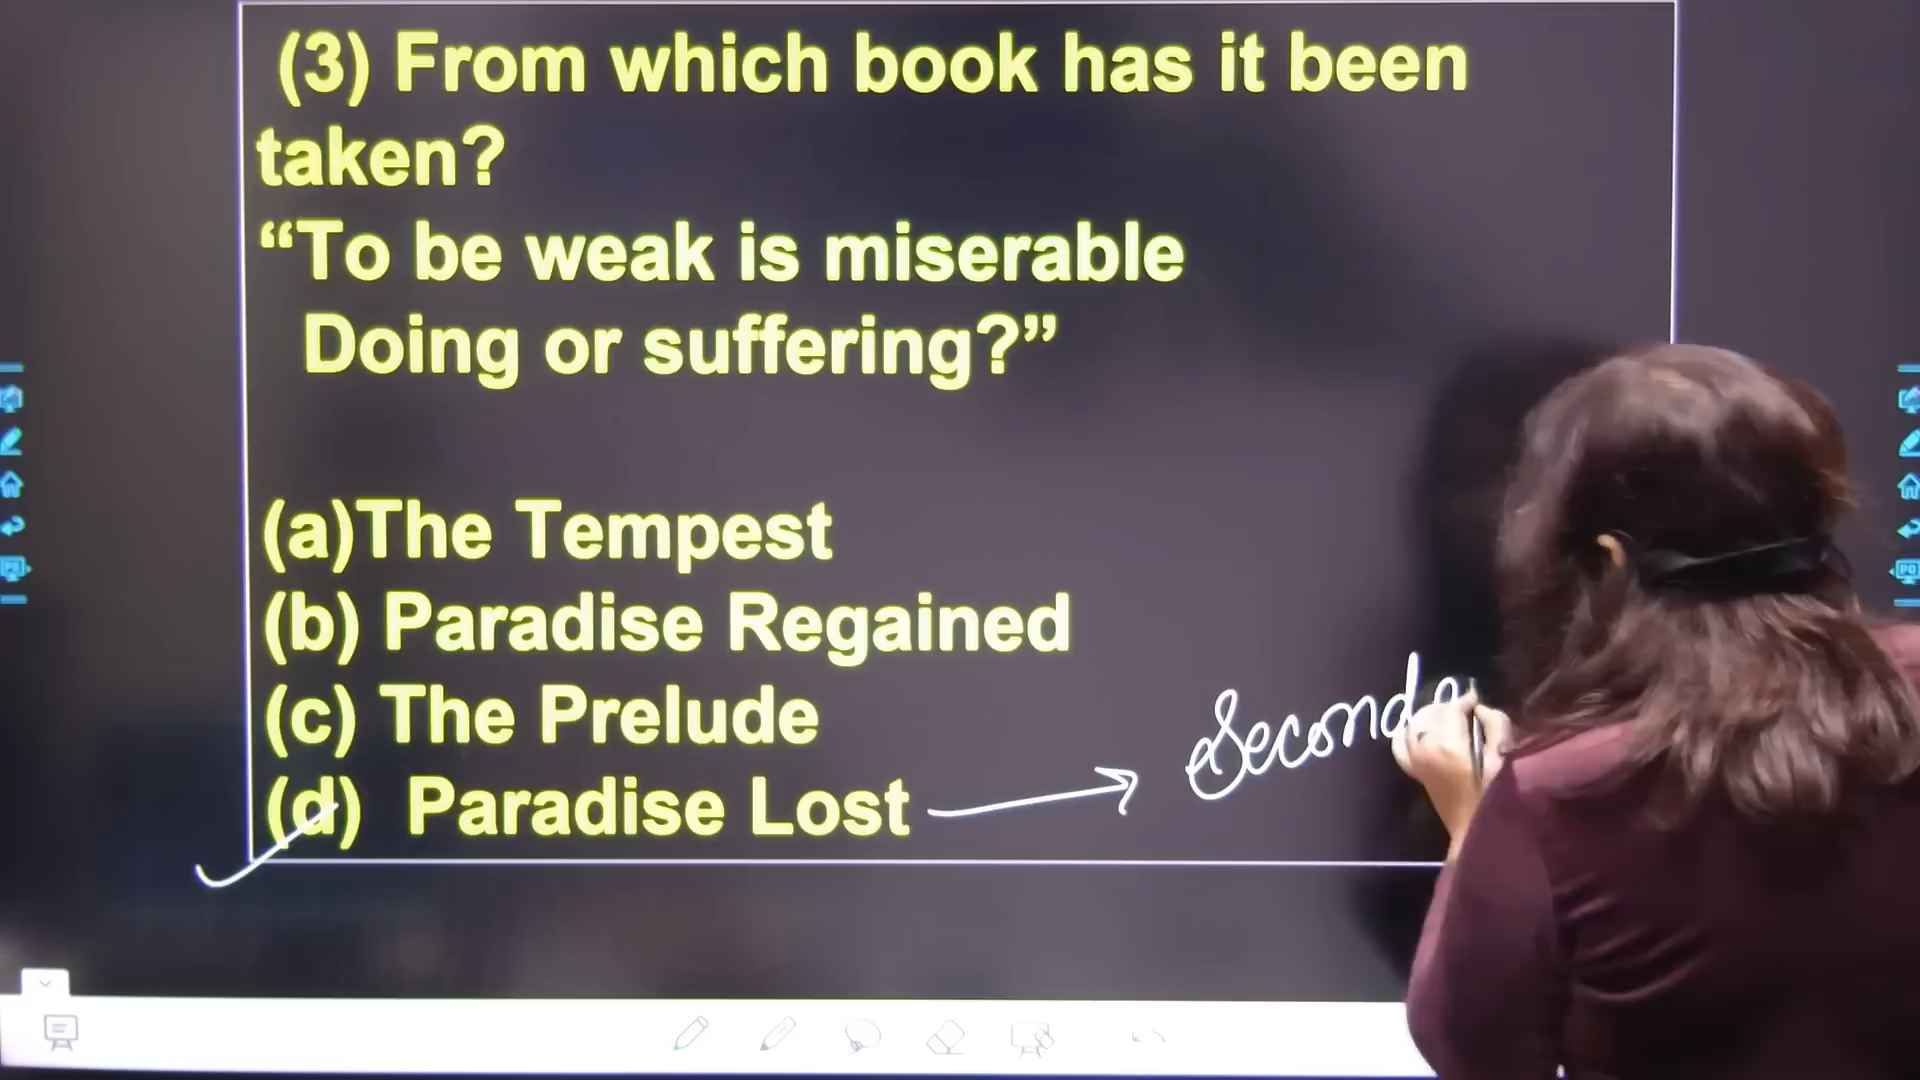 (3) From which book has it been
taken?
“To be weak is miserable
Doing or suffering?”
(a)The Tempest
(b) Paradise Regained
(c) The Prelude
(d) Paradise Lost